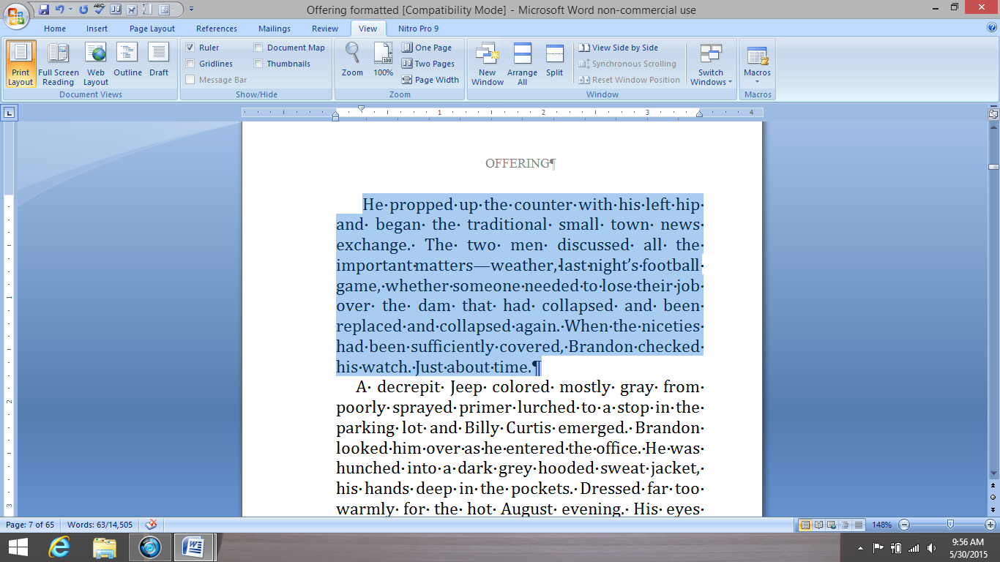 Offering formatted [Compatibility Mode] - Microsoft Word non-commercial use
Home Insert Page Layout References Mailings Review View Nitro Pro 9
Print Layout
Full Screen Reading
Web Layout
Outline
Draft
Document Views
Ruler
Gridlines
Message Bar
Document Map
Thumbnails
Show/Hide
Zoom
100%
One Page
Two Pages
Page Width
Zoom
New Window
Arrange All
Split
View Side by Side
Synchronous Scrolling
Reset Window Position
Window
Switch Windows
Macros
Macros
1 2 3 4
OFFERING¶
He propped up the counter with his left hip
and began the traditional small town news
exchange. The two men discussed all the
important matters—weather, last night’s football
game, whether someone needed to lose their job
over the dam that had collapsed and been
replaced and collapsed again. When the niceties
had been sufficiently covered, Brandon checked
his watch. Just about time.¶
A decrepit Jeep colored mostly gray from
poorly sprayed primer lurched to a stop in the
parking lot and Billy Curtis emerged. Brandon
looked him over as he entered the office. He was
hunched into a dark grey hooded sweat jacket,
his hands deep in the pockets. Dressed far too
warmly for the hot August evening. His eyes
1
2
3
Page: 7 of 65 Words: 63/14,505 148%
9:56 AM
5/30/2015